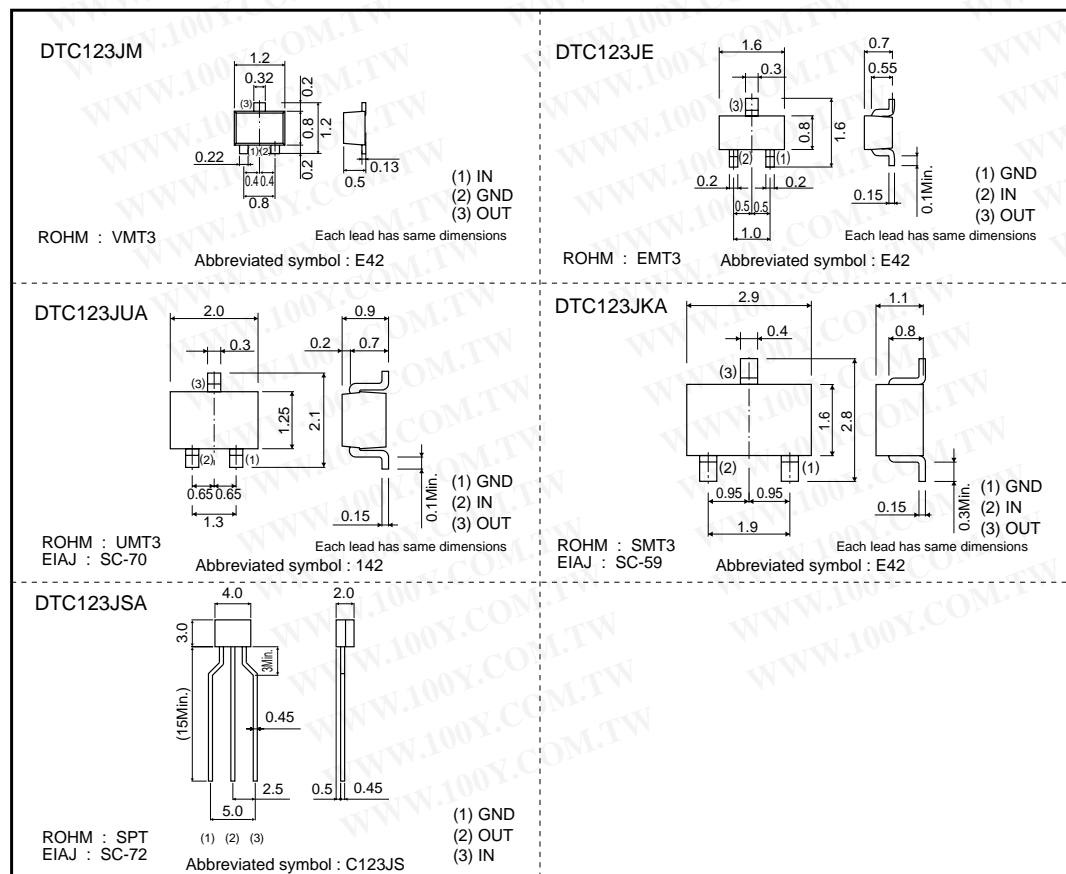 DTC123JM
1.2
0.32
0.2
(3)
0.8
1.2
(1) (2)
0.22
0.2
0.4 0.4
0.8
0.5
0.13
(1) IN
(2) GND
(3) OUT
ROHM : VMT3
Each lead has same dimensions
Abbreviated symbol : E42
DTC123JE
1.6
0.3
0.7
0.55
(3)
0.8
1.6
(2) (1)
0.2 0.2
0.5 0.5
1.0
0.15
0.1Min.
(1) GND
(2) IN
(3) OUT
Each lead has same dimensions
ROHM : EMT3
Abbreviated symbol : E42
DTC123JUA
2.0
0.3
0.9
0.2 0.7
(3)
1.25
2.1
(2) (1)
0.65 0.65
1.3
0.15
0.1Min.
(1) GND
(2) IN
(3) OUT
ROHM : UMT3
Each lead has same dimensions
EIAJ : SC-70
Abbreviated symbol : 142
DTC123JKA
2.9
0.4
1.1
0.8
(3)
1.6
2.8
(2) (1)
0.95 0.95
1.9
0.15
0.3Min.
(1) GND
(2) IN
(3) OUT
ROHM : SMT3
Each lead has same dimensions
EIAJ : SC-59
Abbreviated symbol : E42
DTC123JSA
4.0
2.0
3.0
3Min.
(15Min.)
0.45
2.5
5.0
0.5 0.45
(1) (2) (3)
(1) GND
(2) OUT
(3) IN
ROHM : SPT
EIAJ : SC-72
Abbreviated symbol : C123JS
WWW.100Y.COM.TW